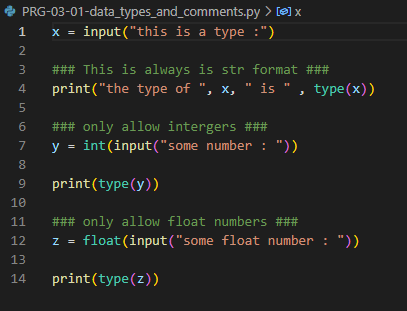 PRG-03-01-data_types_and_comments.py > x
1 x = input("this is a type :")
2
3 ### This is always is str format ###
4 print("the type of ", x, " is " , type(x))
5
6 ### only allow intergers ###
7 y = int(input("some number : "))
8
9 print(type(y))
10
11 ### only allow float numbers ###
12 z = float(input("some float number : "))
13
14 print(type(z))